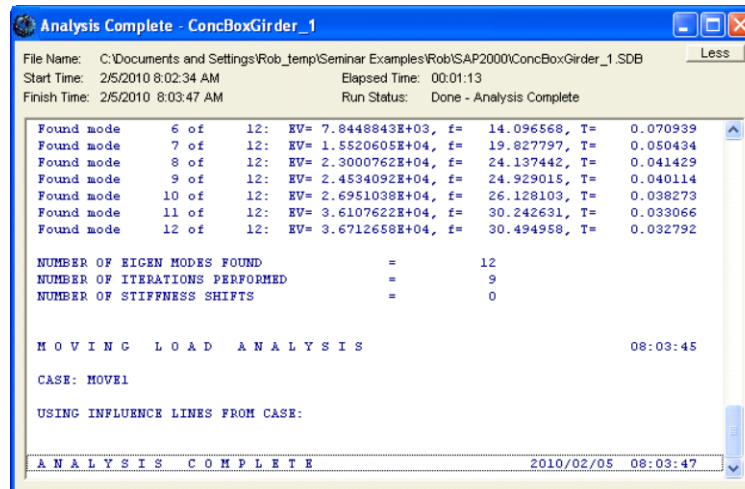 Analysis Complete - ConcBoxGirder_1
File Name: C:\Documents and Settings\Rob_temp\Seminar Examples\Rob\SAP2000\ConcBoxGirder_1.SDB Less
Start Time: 2/5/2010 8:02:34 AM Elapsed Time: 00:01:13
Finish Time: 2/5/2010 8:03:47 AM Run Status: Done - Analysis Complete
Found mode 6 of 12: EV= 7.8448843E+03, f= 14.096568, T= 0.070939
Found mode 7 of 12: EV= 1.5520605E+04, f= 19.827797, T= 0.050434
Found mode 8 of 12: EV= 2.3000762E+04, f= 24.137442, T= 0.041429
Found mode 9 of 12: EV= 2.4534092E+04, f= 24.929015, T= 0.040114
Found mode 10 of 12: EV= 2.6951038E+04, f= 26.128103, T= 0.038273
Found mode 11 of 12: EV= 3.6107622E+04, f= 30.242631, T= 0.033066
Found mode 12 of 12: EV= 3.6712658E+04, f= 30.494958, T= 0.032792
NUMBER OF EIGEN MODES FOUND = 12
NUMBER OF ITERATIONS PERFORMED = 9
NUMBER OF STIFFNESS SHIFTS = 0
M O V I N G   L O A D   A N A L Y S I S 08:03:45
CASE: MOVE1
USING INFLUENCE LINES FROM CASE:
A N A L Y S I S   C O M P L E T E 2010/02/05 08:03:47